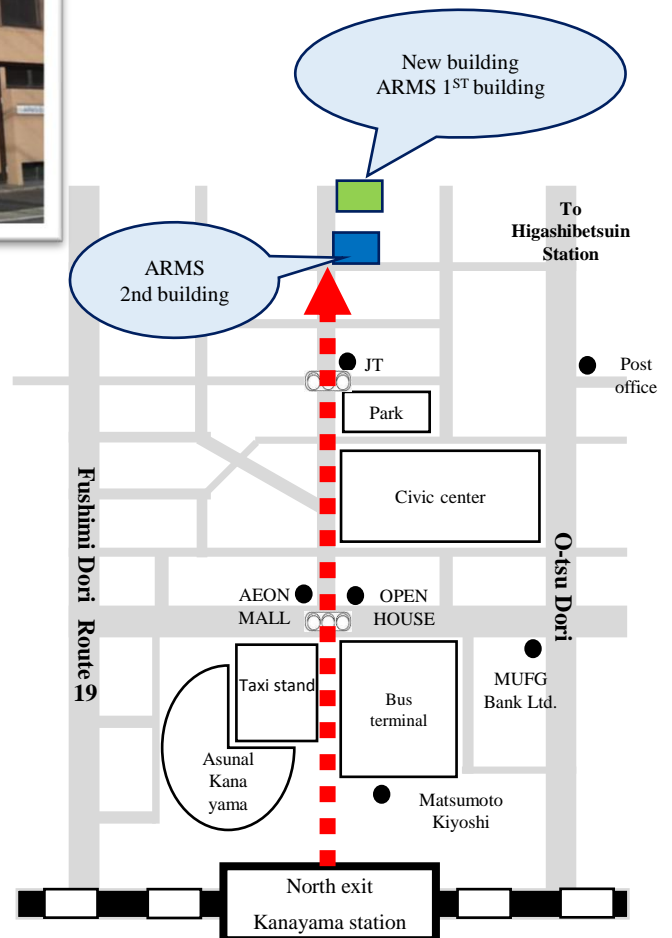 New building
ARMS 1ST building
To
Higashibetsuin
Station
ARMS
2nd building
JT
Post
office
Park
Fushimi Dori Route 19
Civic center
O-tsu Dori
AEON
MALL
OPEN
HOUSE
Taxi stand
Bus
terminal
MUFG
Bank Ltd.
Asunal
Kana
yama
Matsumoto
Kiyoshi
North exit
Kanayama station